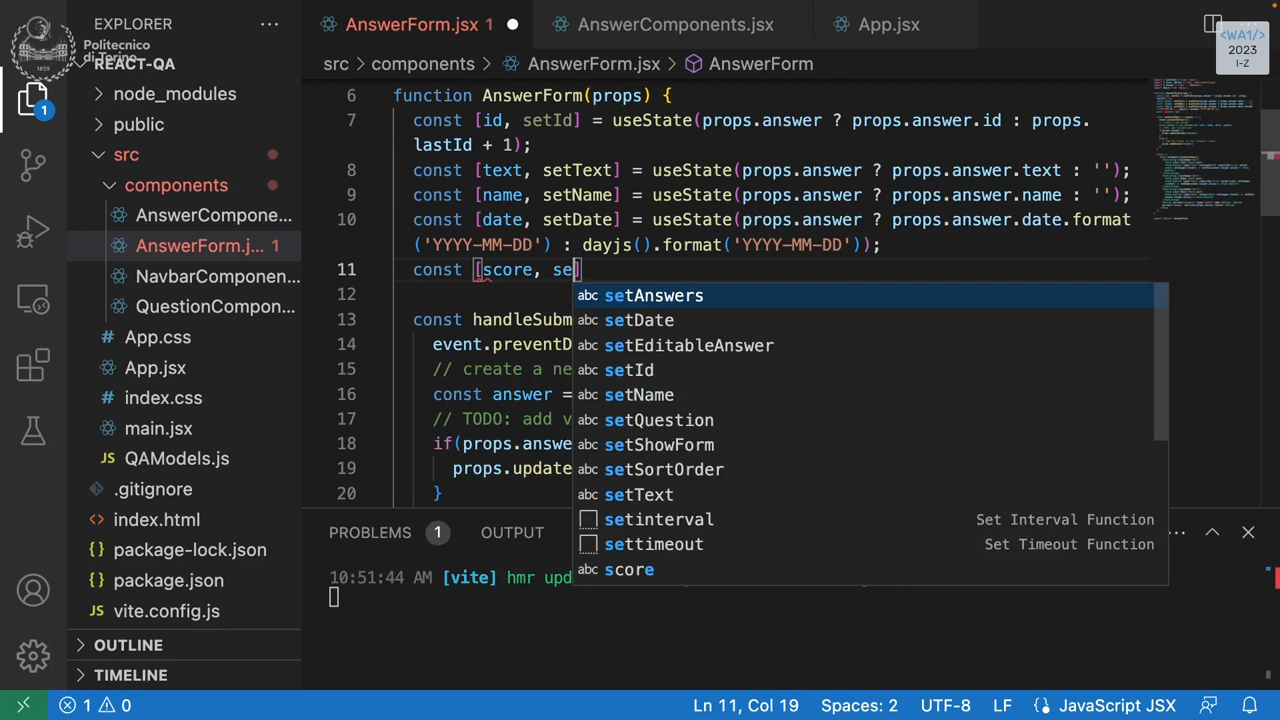 EXPLORER
Politecnico
di Torino
1859
REACT-QA
node_modules
public
src
components
AnswerCompone...
AnswerForm.j... 1
NavbarComponen...
QuestionCompon...
App.css
App.jsx
index.css
main.jsx
JS QAModels.js
.gitignore
index.html
package-lock.json
package.json
JS vite.config.js
OUTLINE
TIMELINE
1
AnswerForm.jsx 1
AnswerComponents.jsx
App.jsx
<WA1/>
2023
I-Z
src > components > AnswerForm.jsx > AnswerForm
6 function AnswerForm(props) {
7 const [id, setId] = useState(props.answer ? props.answer.id : props.
lastId + 1);
8 const [text, setText] = useState(props.answer ? props.answer.text : '');
9 const [name, setName] = useState(props.answer ? props.answer.name : '');
10 const [date, setDate] = useState(props.answer ? props.answer.date.format
('YYYY-MM-DD') : dayjs().format('YYYY-MM-DD'));
11 const [score, se]
12
13 const handleSubm
14 event.preventD
15 // create a ne
16 const answer =
17 // TODO: add v
18 if(props.answe
19 props.update
20 }
abc setAnswers
abc setDate
abc setEditableAnswer
abc setId
abc setName
abc setQuestion
abc setShowForm
abc setSortOrder
abc setText
setinterval Set Interval Function
settimeout Set Timeout Function
abc score
PROBLEMS 1 OUTPUT
10:51:44 AM [vite] hmr upd
1 0 Ln 11, Col 19 Spaces: 2 UTF-8 LF JavaScript JSX